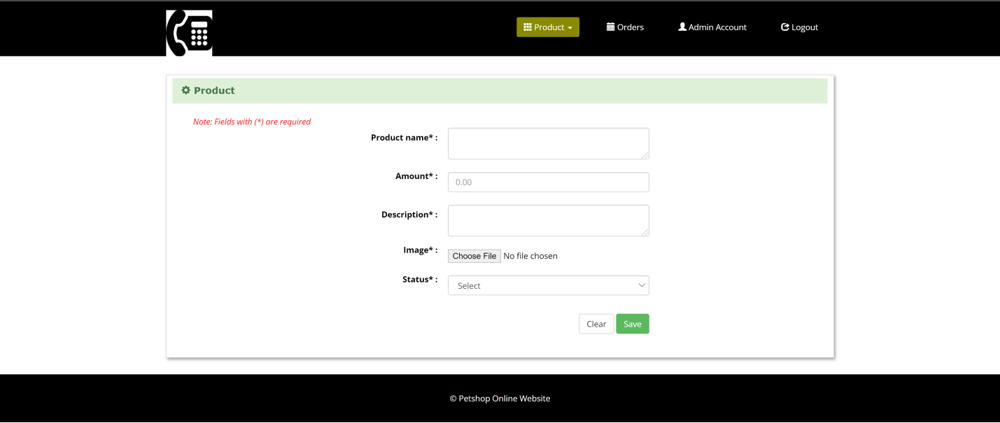 Product Orders Admin Account Logout
Product
Note: Fields with (*) are required
Product name* :
Amount* : 0.00
Description* :
Image* : Choose File No file chosen
Status* : Select
Clear Save
© Petshop Online Website